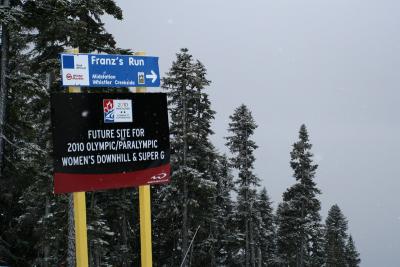 Franz's Run
Midstation
Whistler Creekside
FUTURE SITE FOR
2010 OLYMPIC/PARALYMPIC
WOMEN'S DOWNHILL & SUPER G